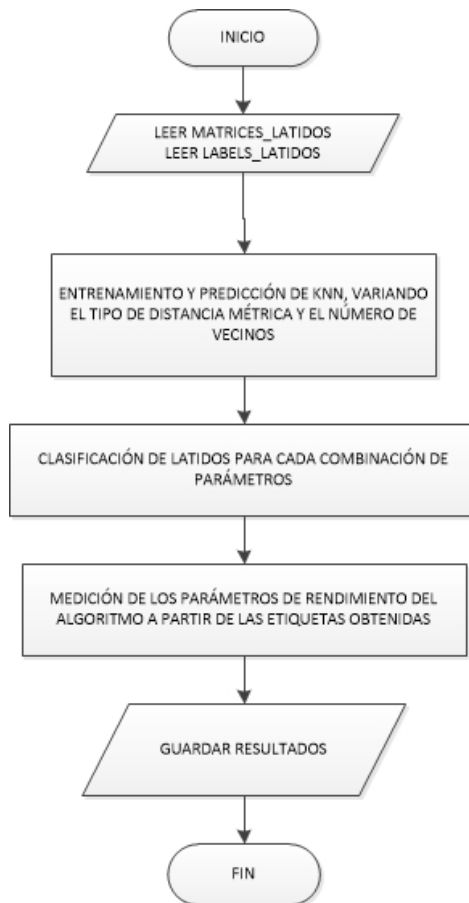 INICIO
LEER MATRICES_LATIDOS
LEER LABELS_LATIDOS
ENTRENAMIENTO Y PREDICCIÓN DE KNN, VARIANDO
EL TIPO DE DISTANCIA MÉTRICA Y EL NÚMERO DE
VECINOS
CLASIFICACIÓN DE LATIDOS PARA CADA COMBINACIÓN DE
PARÁMETROS
MEDICIÓN DE LOS PARÁMETROS DE RENDIMIENTO DEL
ALGORITMO A PARTIR DE LAS ETIQUETAS OBTENIDAS
GUARDAR RESULTADOS
FIN